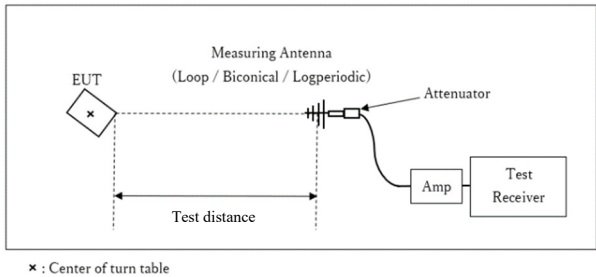 Measuring Antenna
EUT
(Loop / Biconical / Logperiodic)
Attenuator
Test
Amp
Receiver
Test distance
× : Center of turn table